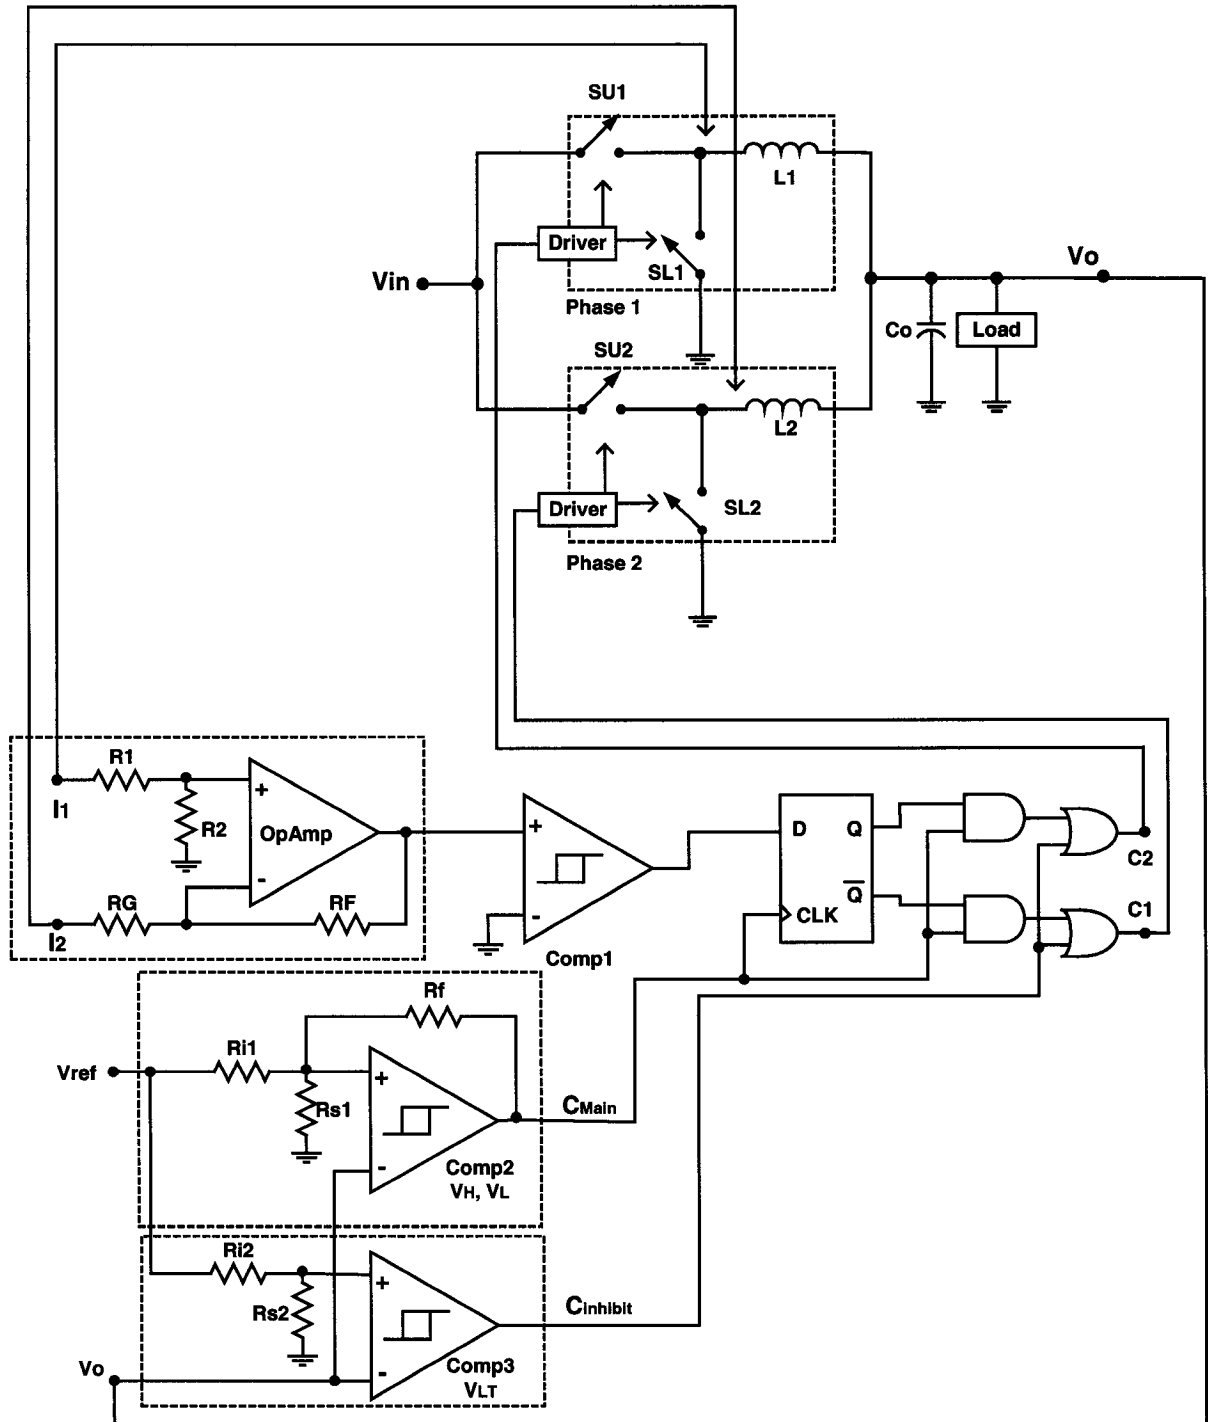 SU1
L1
Driver
SL1
Vin
Phase 1
Vo
Co
Load
SU2
L2
Driver
SL2
Phase 2
R1
I1
R2
+
OpAmp
-
RG
RF
I2
+
-
Comp1
D
Q
Q
CLK
C2
C1
Rf
Ri1
Vref
+
Rs1
CMain
-
Comp2
VH, VL
Ri2
+
Rs2
Cinhibit
Vo
-
Comp3
VLT